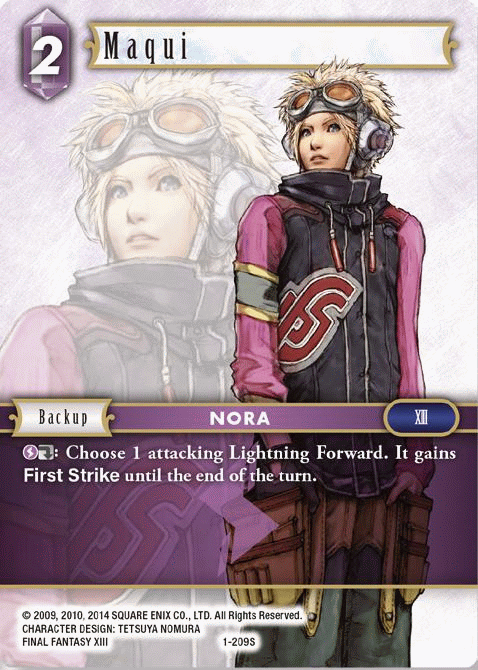 2
Maqui
Backup
NORA
XIII
: Choose 1 attacking Lightning Forward. It gains
First Strike until the end of the turn.
© 2009, 2010, 2014 SQUARE ENIX CO., LTD. All Rights Reserved.
CHARACTER DESIGN: TETSUYA NOMURA
FINAL FANTASY XIII
1-209S